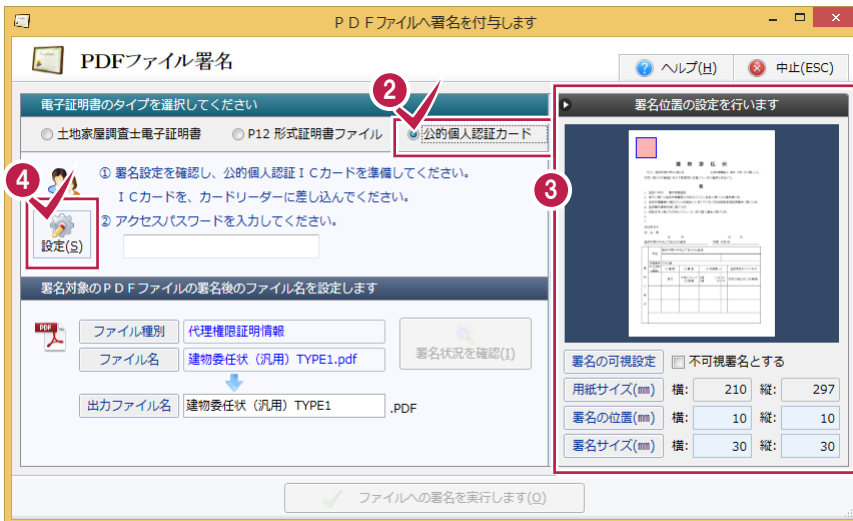 ＰＤＦファイルへ署名を付与します
PDFファイル署名
ヘルプ(H)
中止(ESC)
電子証明書のタイプを選択してください
2
土地家屋調査士電子証明書
P12 形式証明書ファイル
公的個人認証カード
4
① 署名設定を確認し、公的個人認証ＩＣカードを準備してください。
ＩＣカードを、カードリーダーに差し込んでください。
② アクセスパスワードを入力してください。
設定(S)
署名対象のＰＤＦファイルの署名後のファイル名を設定します
PDF
ファイル種別
代理権限証明情報
ファイル名
建物委任状（汎用）TYPE1.pdf
署名状況を確認(I)
出力ファイル名
建物委任状（汎用）TYPE1
.PDF
3
署名位置の設定を行います
署名の可視設定
不可視署名とする
用紙サイズ(㎜) 横: 210 縦: 297
署名の位置(㎜) 横: 10 縦: 10
署名サイズ(㎜) 横: 30 縦: 30
ファイルへの署名を実行します(O)